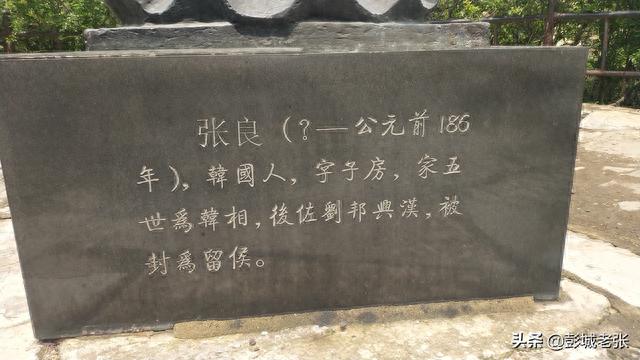 张良(?—公元前186
年),韓國人,字子房,家五
世爲韓相,後佐劉邦興漢,被
封爲留侯。
头条 @彭城老张